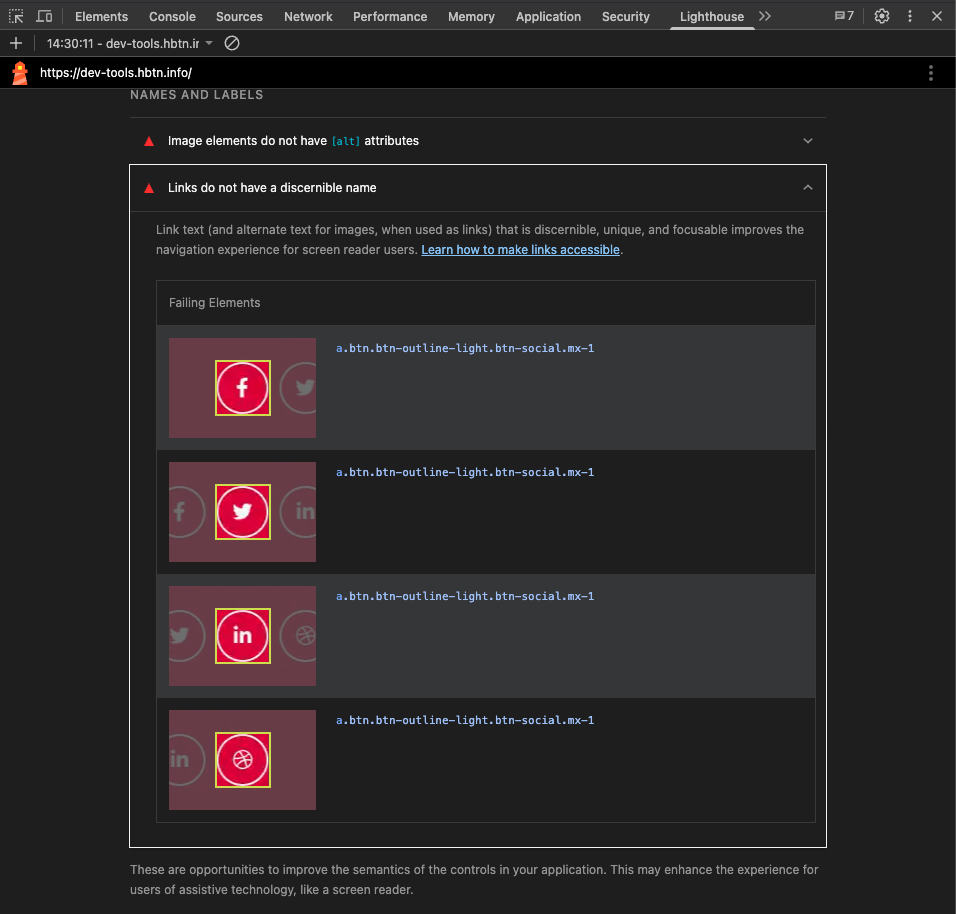 Elements Console Sources Network Performance Memory Application Security Lighthouse 7
14:30:11 - dev-tools.hbtn.ir
https://dev-tools.hbtn.info/
NAMES AND LABELS
Image elements do not have [alt] attributes
Links do not have a discernible name
Link text (and alternate text for images, when used as links) that is discernible, unique, and focusable improves the
navigation experience for screen reader users. Learn how to make links accessible.
Failing Elements
a.btn.btn-outline-light.btn-social.mx-1
f
a.btn.btn-outline-light.btn-social.mx-1
f in
a.btn.btn-outline-light.btn-social.mx-1
in
a.btn.btn-outline-light.btn-social.mx-1
in
These are opportunities to improve the semantics of the controls in your application. This may enhance the experience for
users of assistive technology, like a screen reader.